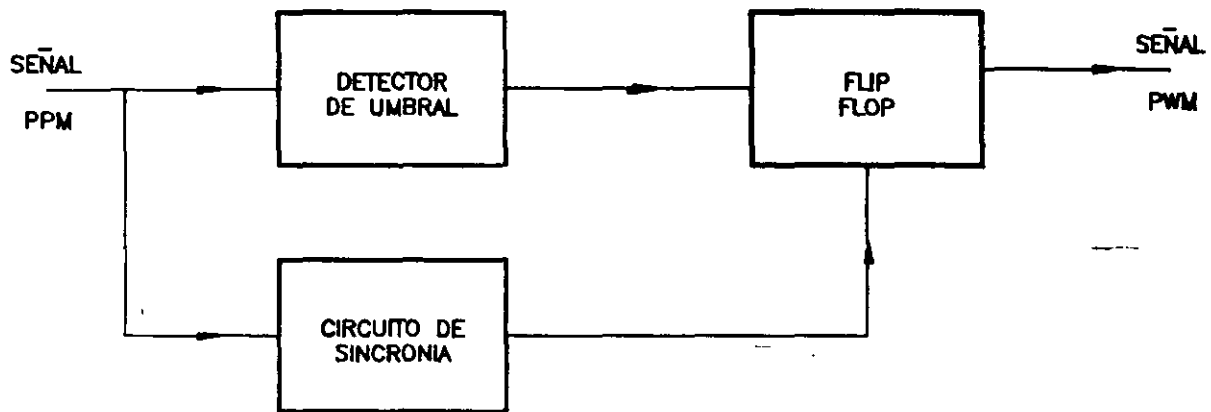 SEÑAL
PPM
DETECTOR
DE UMBRAL
FLIP
FLOP
SEÑAL
PWM
CIRCUITO DE
SINCRONIA